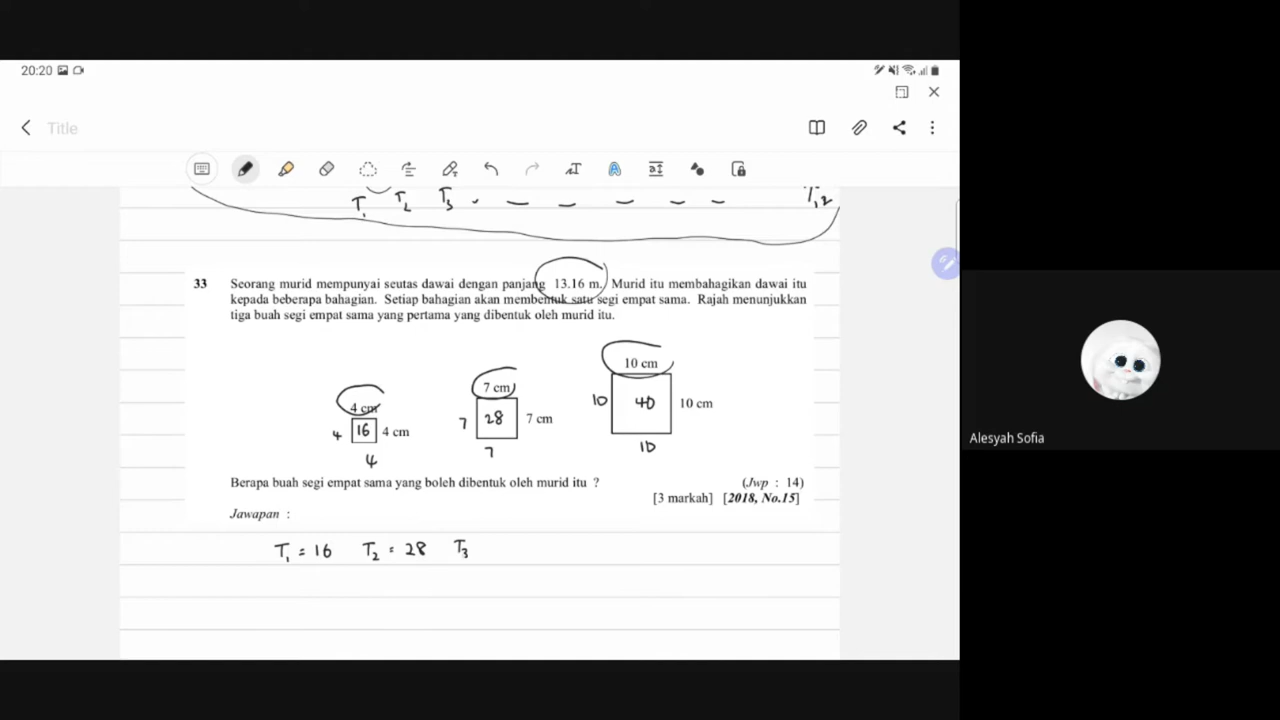 20:20
Title
T1 T2 T3 . — — — — — T12
33 Seorang murid mempunyai seutas dawai dengan panjang 13.16 m. Murid itu membahagikan dawai itu
kepada beberapa bahagian. Setiap bahagian akan membentuk satu segi empat sama. Rajah menunjukkan
tiga buah segi empat sama yang pertama yang dibentuk oleh murid itu.
10 cm
7 cm
10 40 10 cm
4 cm
7 28 7 cm
4 16 4 cm
10
7
4
Berapa buah segi empat sama yang boleh dibentuk oleh murid itu ? (Jwp : 14)
[3 markah] [2018, No.15]
Jawapan :
T1 = 16 T2 = 28 T3
Alesyah Sofia